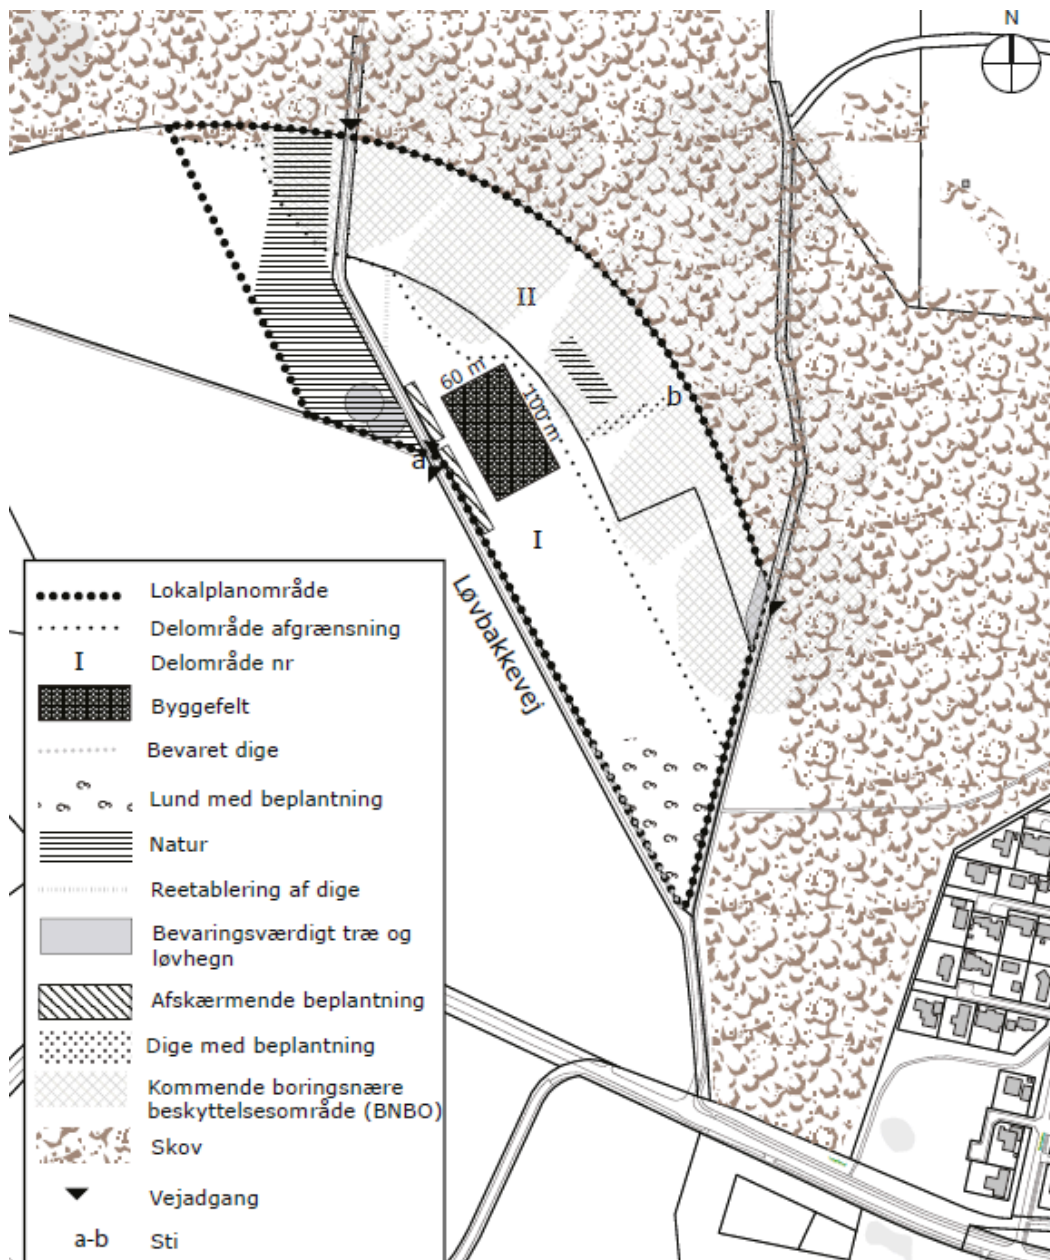 N
II
60 m
100 m
b
a
I
Løvbakkevej
Lokalplanområde
Delområde afgrænsning
I
Delområde nr
Byggefelt
Bevaret dige
Lund med beplantning
Natur
Reetablering af dige
Bevaringsværdigt træ og
løvhegn
Afskærmende beplantning
Dige med beplantning
Kommende boringsnære
beskyttelsesområde (BNBO)
Skov
Vejadgang
a-b
Sti